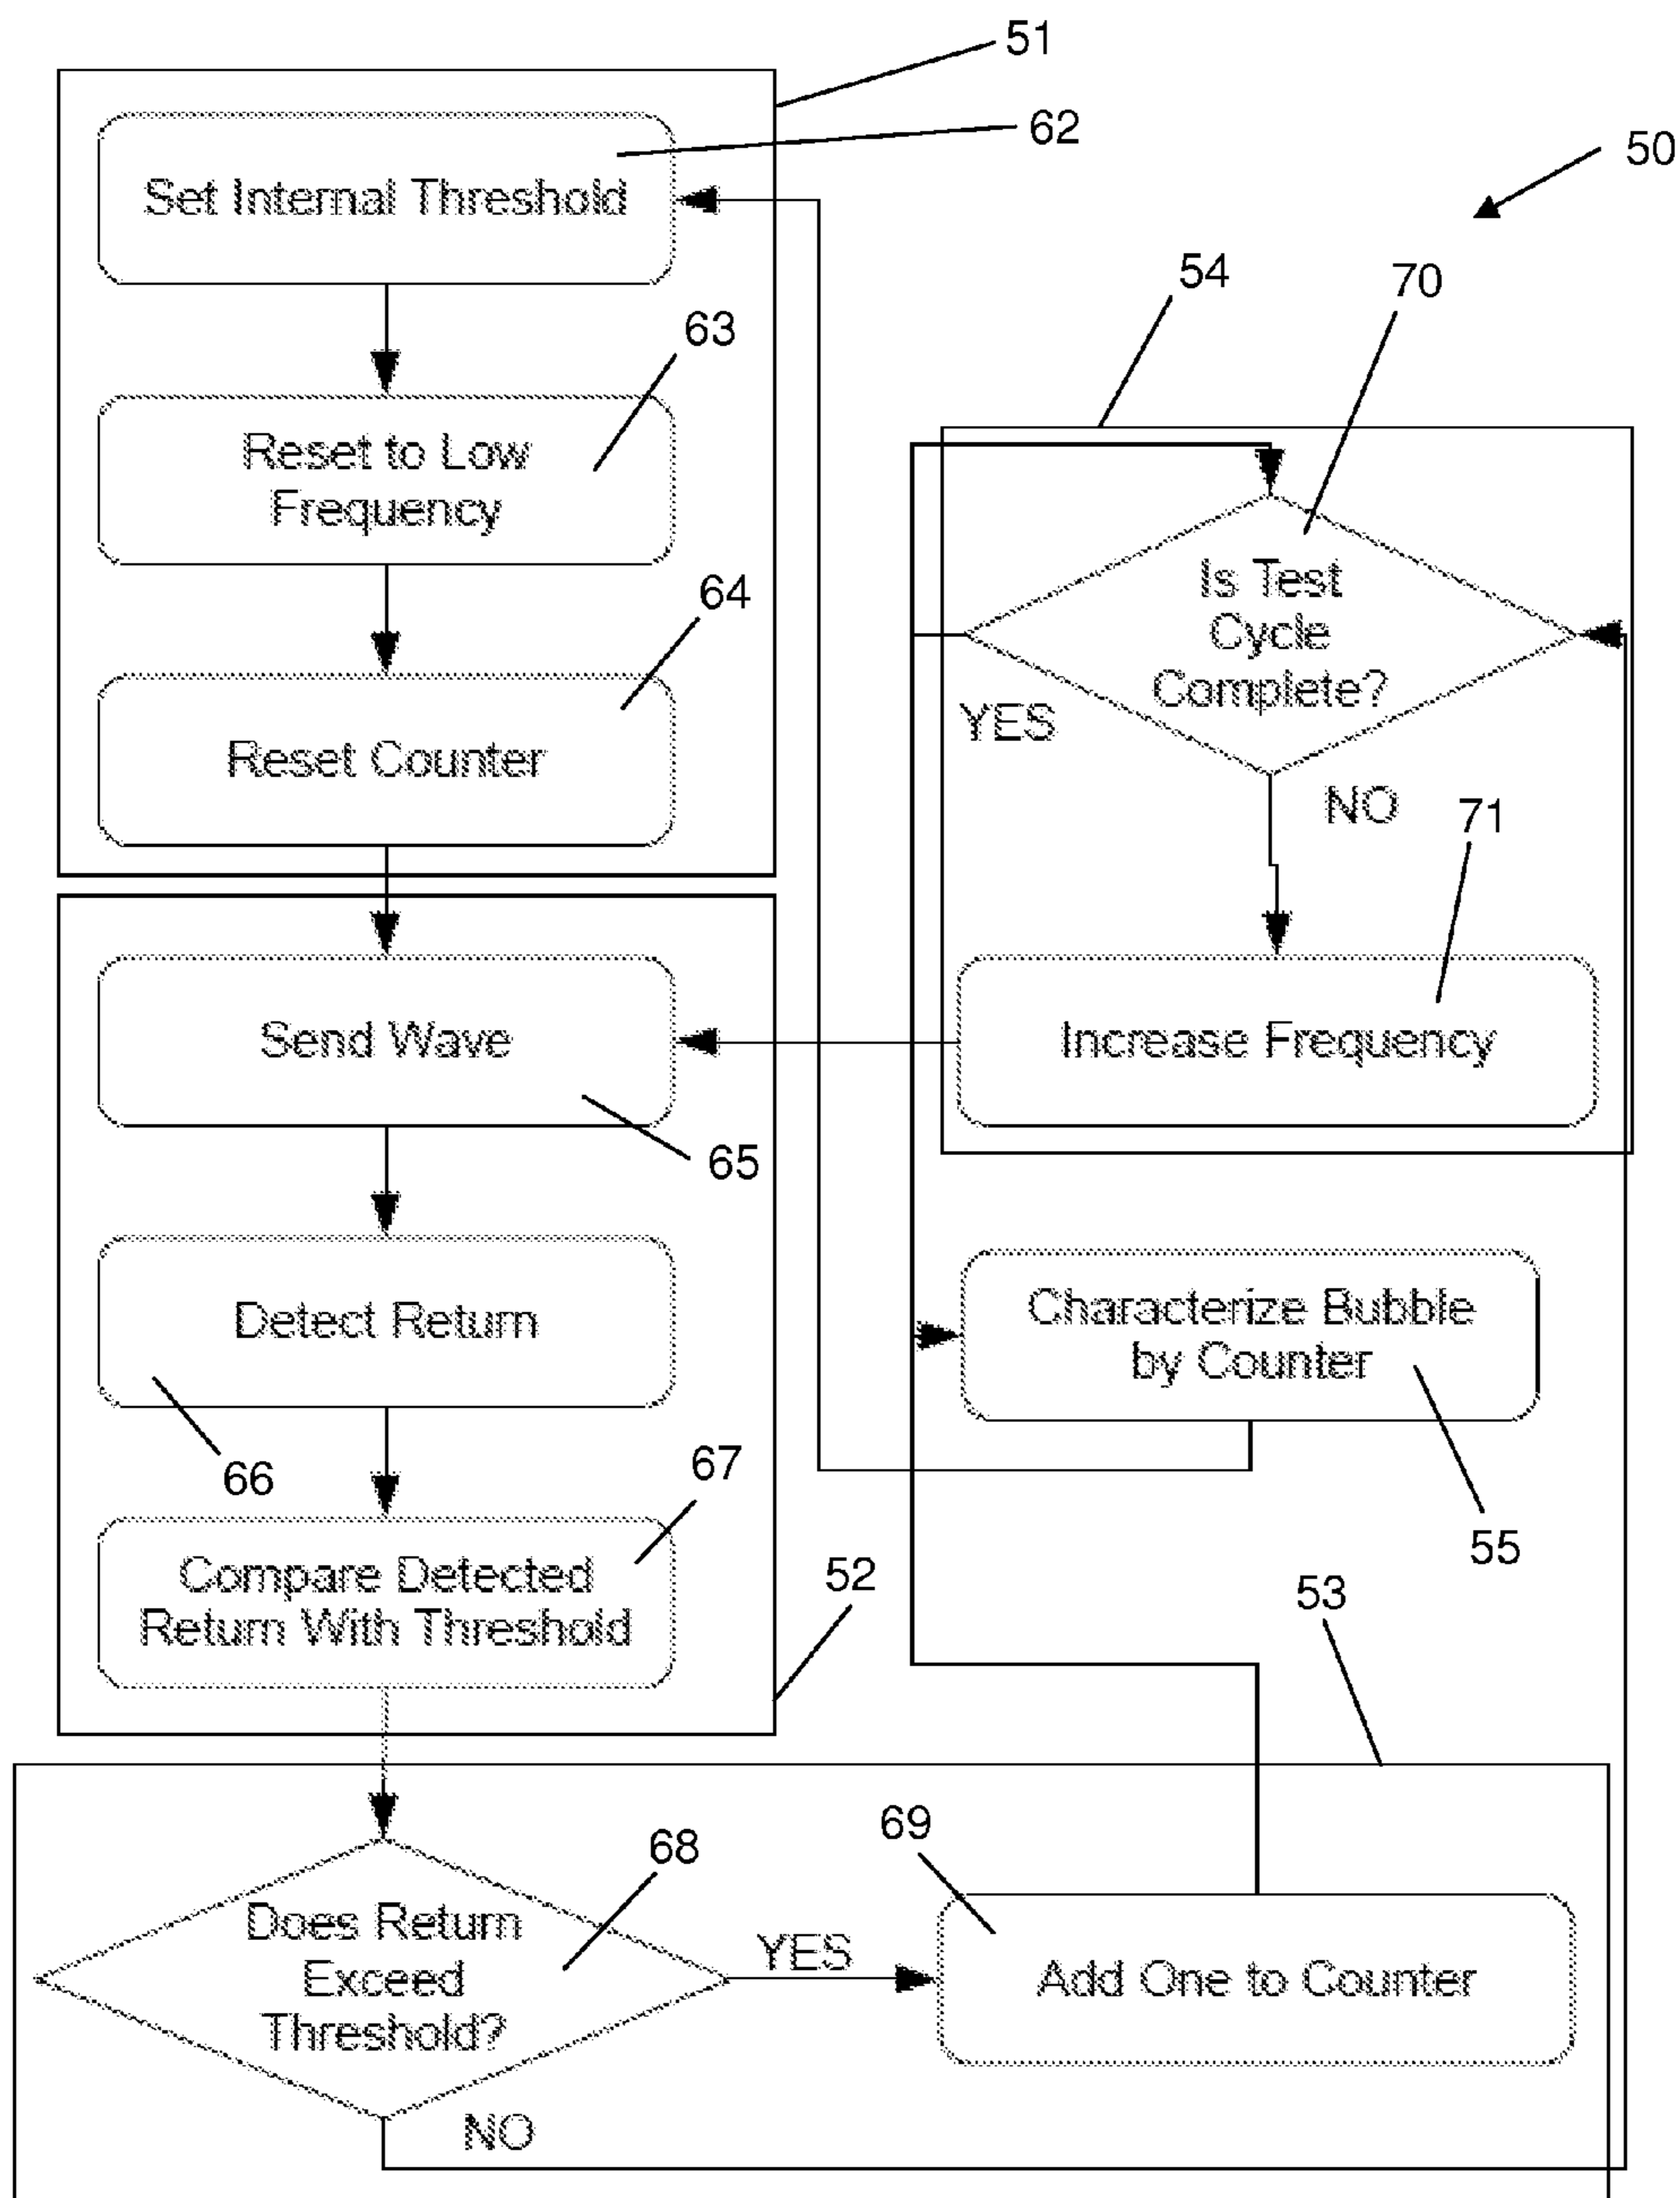 51
62
50
Set Internal Threshold
54
70
63
Reset to Low
Frequency
64
Is Test
Cycle
Complete?
YES
Reset Counter
NO
71
Send Wave
Increase Frequency
65
Detect Return
Characterize Bubble
by Counter
66
67
55
Compare Detected
Return With Threshold
52
53
68
69
Does Return
Exceed
Threshold?
YES
Add One to Counter
NO